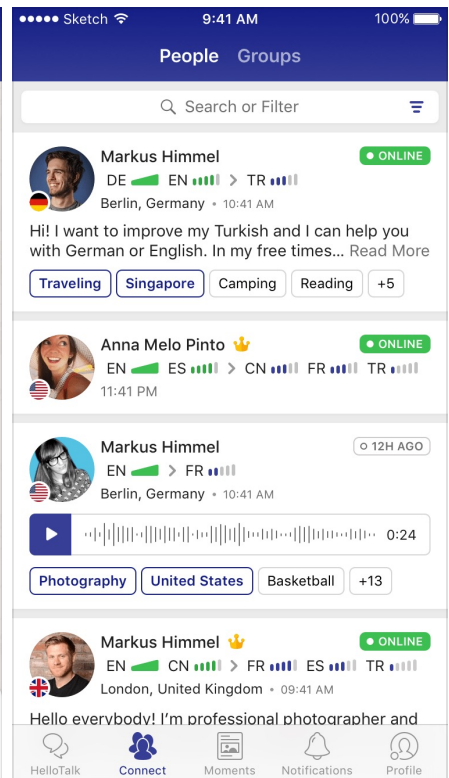 Sketch 9:41 AM 100%
People Groups
Search or Filter
Markus Himmel ONLINE
DE EN > TR
Berlin, Germany • 10:41 AM
Hi! I want to improve my Turkish and I can help you
with German or English. In my free times... Read More
Traveling Singapore Camping Reading +5
Anna Melo Pinto ONLINE
EN ES > CN FR TR
11:41 PM
Markus Himmel 12H AGO
EN > FR
Berlin, Germany • 10:41 AM
0:24
Photography United States Basketball +13
Markus Himmel ONLINE
EN CN > FR ES TR
London, United Kingdom • 09:41 AM
Hello everybody! I’m professional photographer and
HelloTalk Connect Moments Notifications Profile